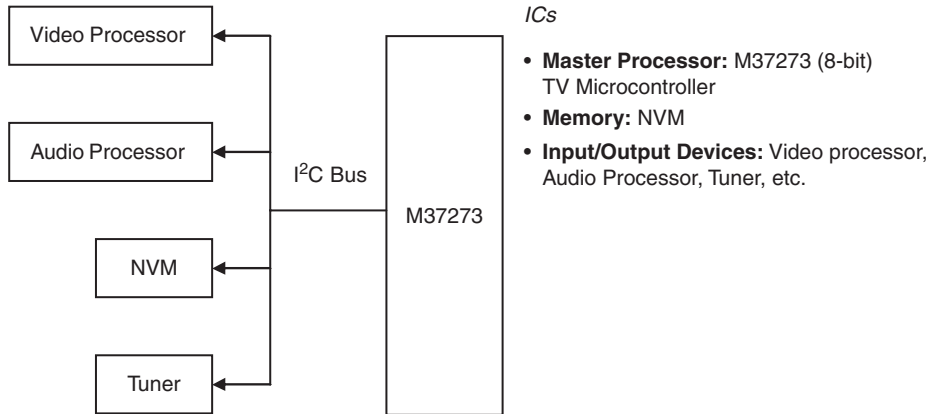 Video Processor
Audio Processor
NVM
Tuner
I²C Bus
M37273
ICs
• Master Processor: M37273 (8-bit)
TV Microcontroller
• Memory: NVM
• Input/Output Devices: Video processor,
Audio Processor, Tuner, etc.